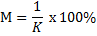 M = 1/K x 100%